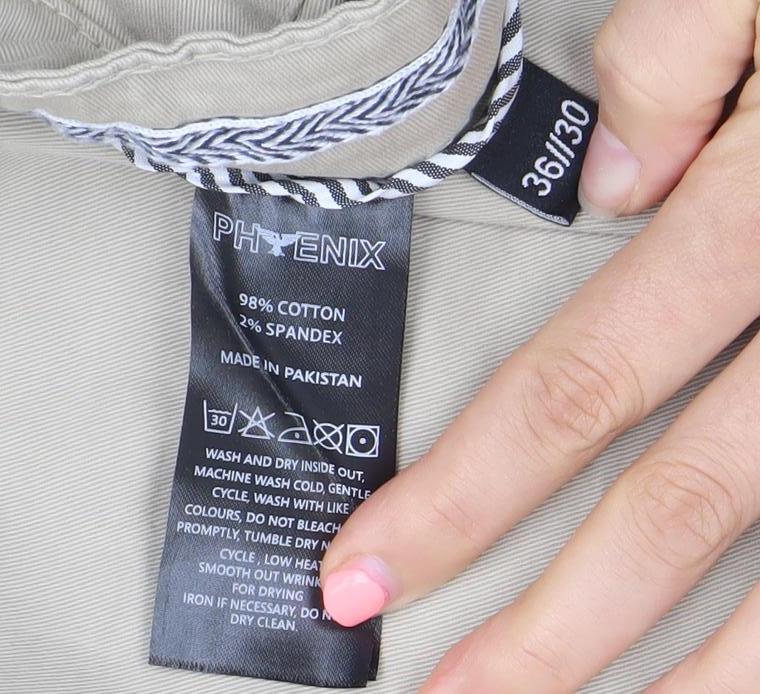 PHOENIX
36//30
98% COTTON
2% SPANDEX
MADE IN PAKISTAN
30
WASH AND DRY INSIDE OUT,
MACHINE WASH COLD, GENTLE
CYCLE, WASH WITH LIKE
COLOURS, DO NOT BLEACH
PROMPTLY, TUMBLE DRY
CYCLE, LOW HEAT
SMOOTH OUT
FOR DRYING
IRON IF NECESSARY, DO
DRY CLEAN.